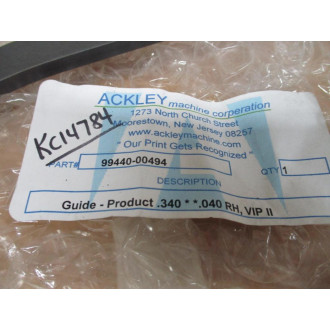 ACKLEY machine corporation
1273 North Church Street
Moorestown, New Jersey 08257
www.ackleymachine.com
"Our Print Gets Recognized"
KC14784
PART# 99440-00494
QTY 1
DESCRIPTION
Guide - Product .340 * *.040 RH, VIP II